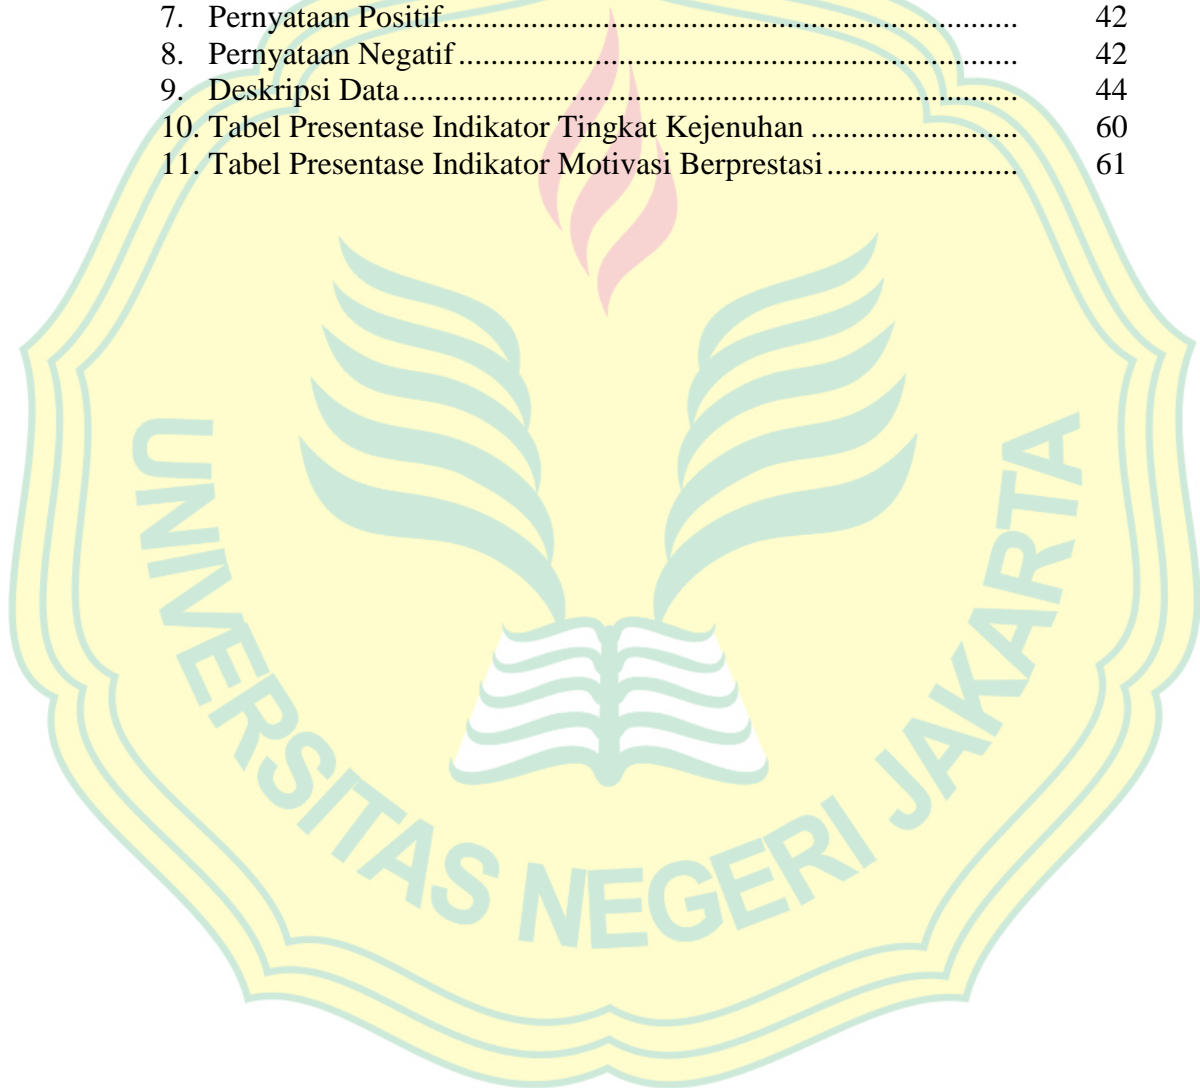 7. Pernyataan Positif........................................................................ 42
8. Pernyataan Negatif...................................................................... 42
9. Deskripsi Data............................................................................. 44
10. Tabel Presentase Indikator Tingkat Kejenuhan.......................... 60
11. Tabel Presentase Indikator Motivasi Berprestasi........................ 61
UNIVERSITAS NEGERI JAKARTA